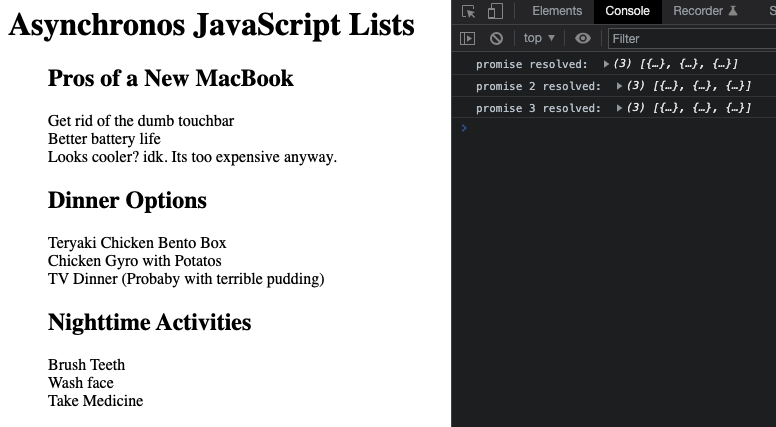 Asynchronos JavaScript Lists
Pros of a New MacBook
Get rid of the dumb touchbar
Better battery life
Looks cooler? idk. Its too expensive anyway.
Dinner Options
Teryaki Chicken Bento Box
Chicken Gyro with Potatos
TV Dinner (Probaby with terrible pudding)
Nighttime Activities
Brush Teeth
Wash face
Take Medicine
Elements Console Recorder S
top ▼ Filter
promise resolved: ▶ (3) [{…}, {…}, {…}]
promise 2 resolved: ▶ (3) [{…}, {…}, {…}]
promise 3 resolved: ▶ (3) [{…}, {…}, {…}]
>